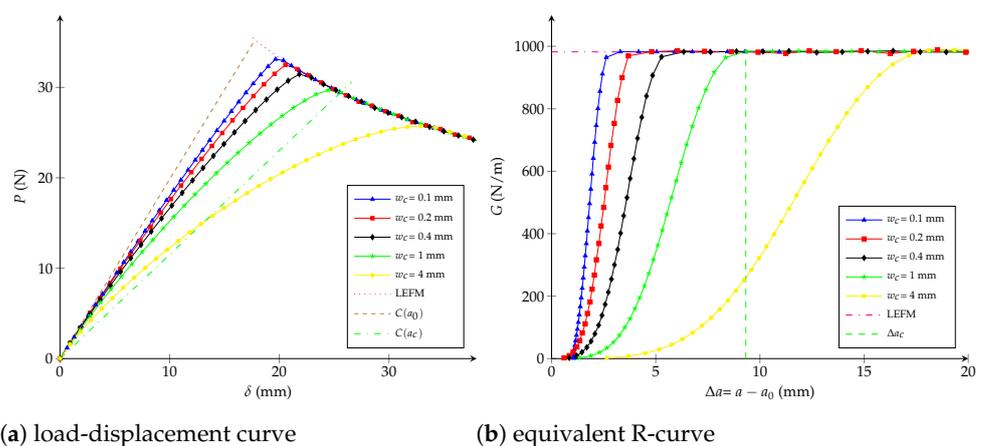 30
20
10
0
0
10
20
30
P (N)
δ (mm)
w_c = 0.1 mm
w_c = 0.2 mm
w_c = 0.4 mm
w_c = 1 mm
w_c = 4 mm
LEFM
C(a_0)
C(a_c)
(a) load-displacement curve
1000
800
600
400
200
0
0
5
10
15
20
G (N/m)
Δa= a − a_0 (mm)
w_c = 0.1 mm
w_c = 0.2 mm
w_c = 0.4 mm
w_c = 1 mm
w_c = 4 mm
LEFM
Δa_c
(b) equivalent R-curve